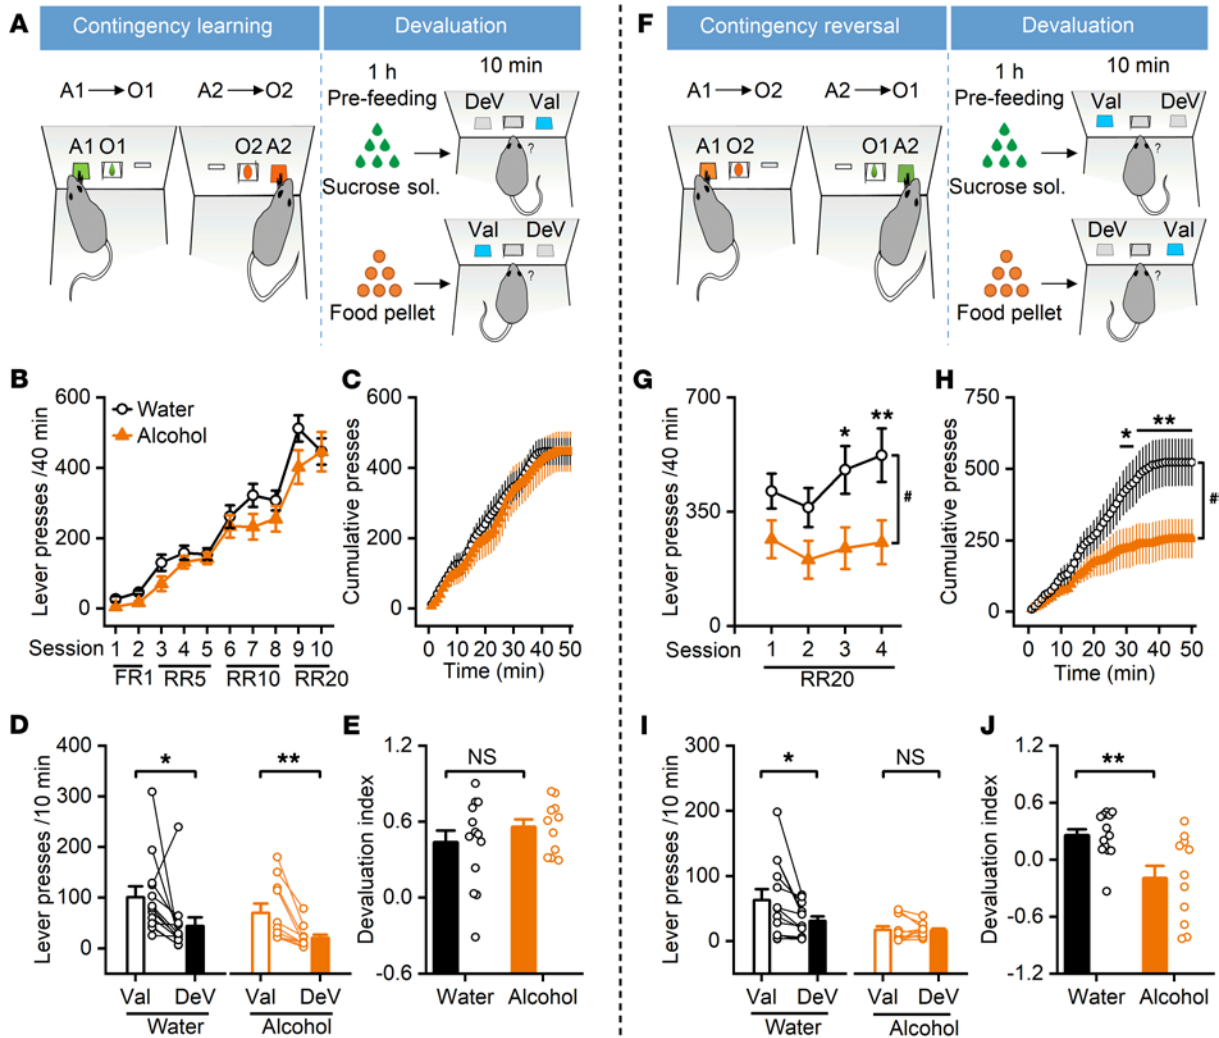 A
Contingency learning
Devaluation
A1 → O1
A2 → O2
1 h
Pre-feeding
10 min
DeV
Val
?
A1 O1
O2 A2
Sucrose sol.
Val
DeV
?
Food pellet
F
Contingency reversal
Devaluation
A1 → O2
A2 → O1
1 h
Pre-feeding
10 min
Val
DeV
?
A1 O2
O1 A2
Sucrose sol.
DeV
Val
?
Food pellet
B
Lever presses /40 min
600
400
200
0
Water
Alcohol
Session
1 2 3 4 5 6 7 8 9 10
FR1 RR5 RR10 RR20
C
Cumulative presses
600
400
200
0
0 10 20 30 40 50
Time (min)
G
Lever presses /40 min
700
350
0
* **
#
Session
1 2 3 4
RR20
H
Cumulative presses
750
500
250
0
* **
#
0 10 20 30 40 50
Time (min)
D
Lever presses /10 min
400
300
200
100
0
*
**
Val DeV Val DeV
Water Alcohol
E
Devaluation index
1.2
0.6
0.0
-0.6
NS
Water Alcohol
I
Lever presses /10 min
300
200
100
0
*
NS
Val DeV Val DeV
Water Alcohol
J
Devaluation index
1.2
0.6
0.0
-0.6
-1.2
**
Water Alcohol